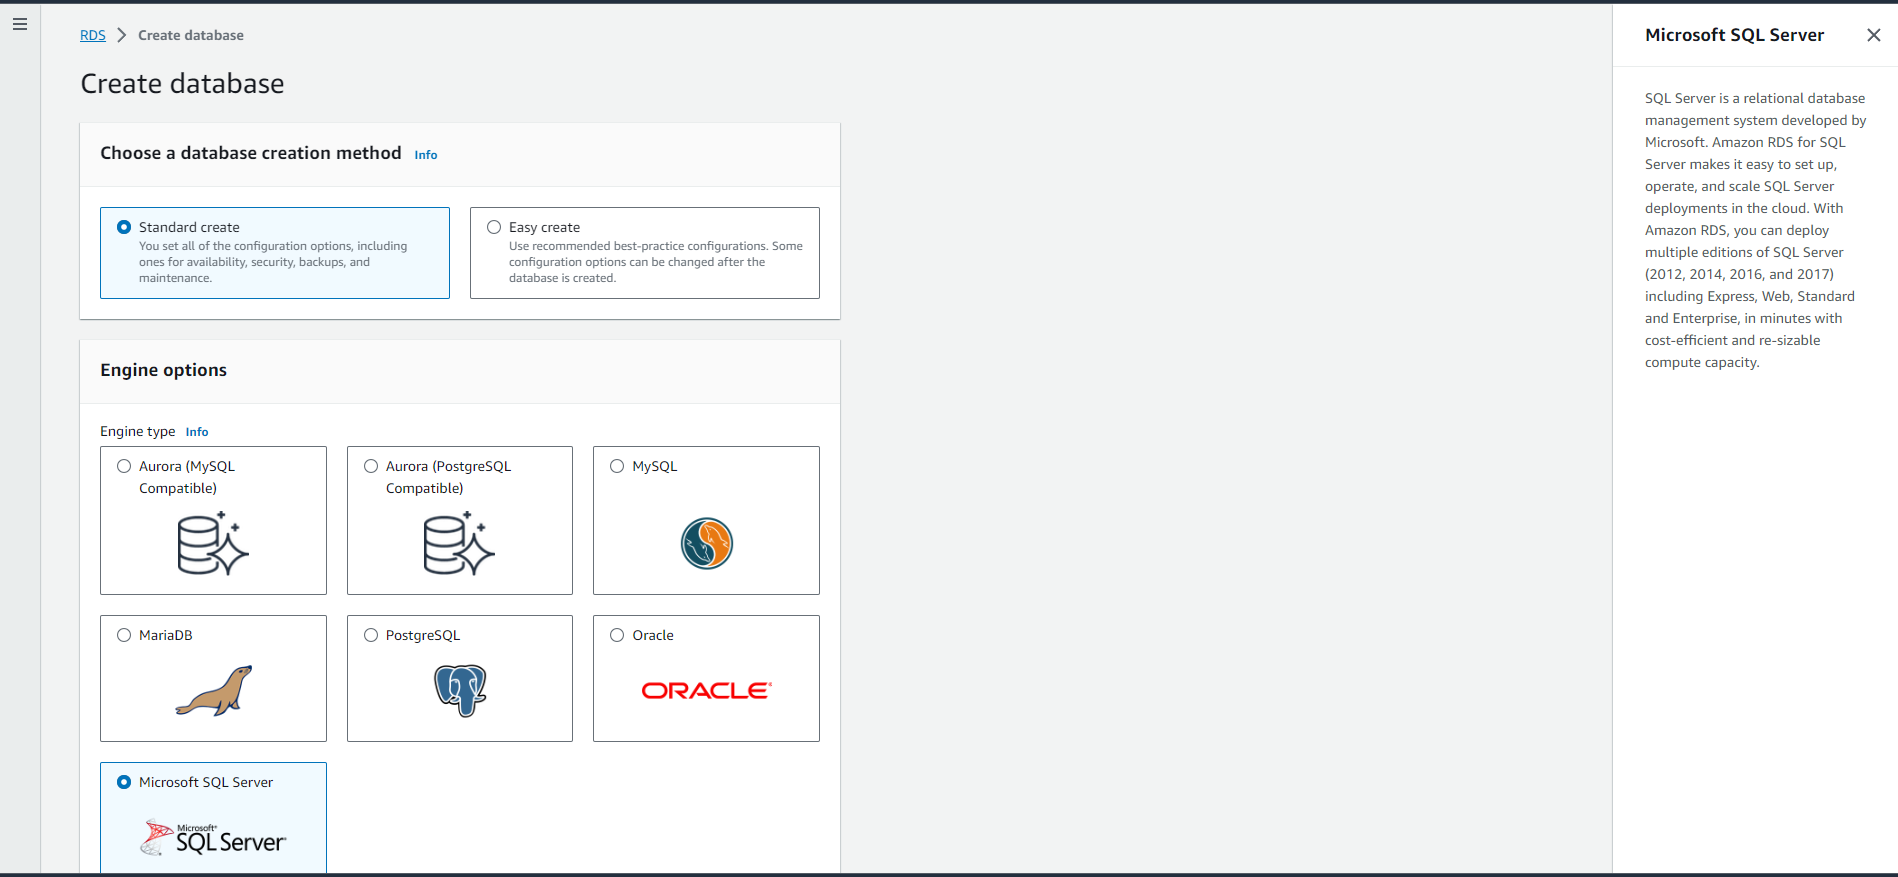 RDS > Create database
Create database
Choose a database creation method Info
Standard create
You set all of the configuration options, including
ones for availability, security, backups, and
maintenance.
Easy create
Use recommended best-practice configurations. Some
configuration options can be changed after the
database is created.
Engine options
Engine type Info
Aurora (MySQL
Compatible)
Aurora (PostgreSQL
Compatible)
MySQL
MariaDB
PostgreSQL
Oracle
ORACLE®
Microsoft SQL Server
Microsoft®
SQL Server®
Microsoft SQL Server
SQL Server is a relational database
management system developed by
Microsoft. Amazon RDS for SQL
Server makes it easy to set up,
operate, and scale SQL Server
deployments in the cloud. With
Amazon RDS, you can deploy
multiple editions of SQL Server
(2012, 2014, 2016, and 2017)
including Express, Web, Standard
and Enterprise, in minutes with
cost-efficient and re-sizable
compute capacity.